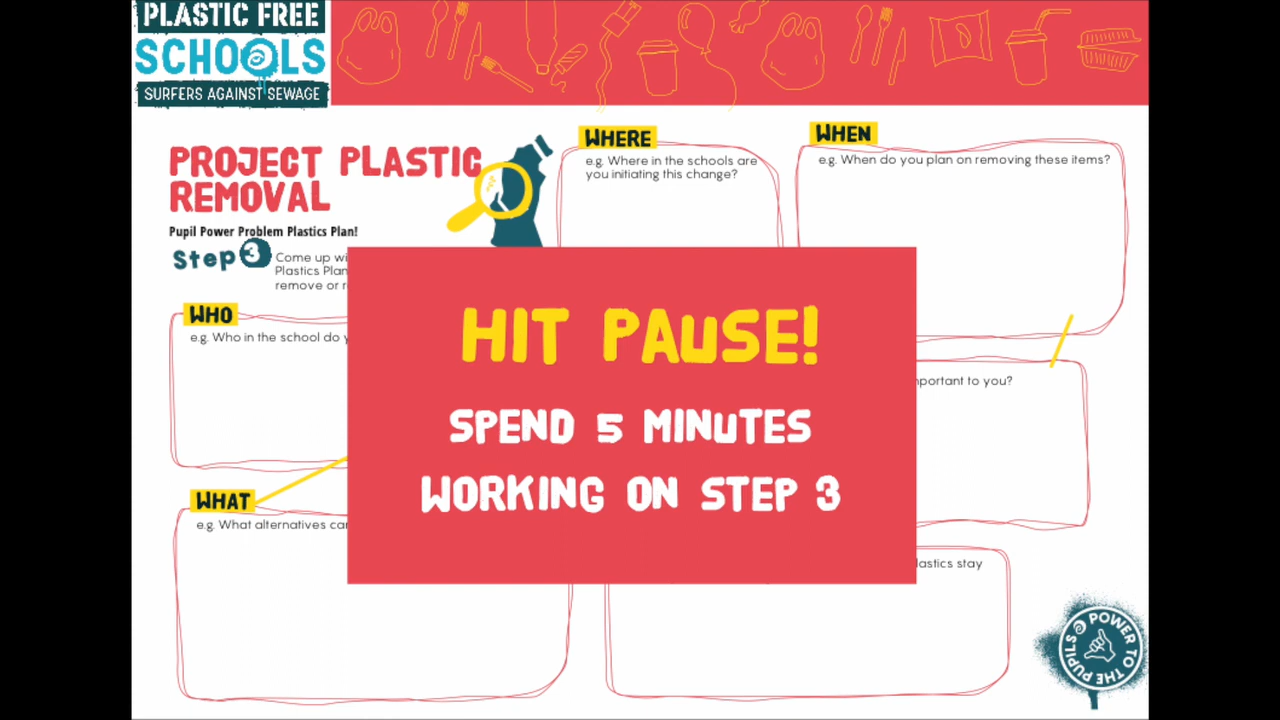 PLASTIC FREE
SCHOOLS
SURFERS AGAINST SEWAGE
PROJECT PLASTIC
REMOVAL
Pupil Power Problem Plastics Plan!
Step 3
Come up wi
Plastics Plan
remove or r
WHERE
e.g. Where in the schools are
you initiating this change?
WHEN
e.g. When do you plan on removing these items?
WHO
e.g. Who in the school do y
HIT PAUSE!
SPEND 5 MINUTES
WORKING ON STEP 3
mportant to you?
WHAT
e.g. What alternatives ca
lastics stay
POWER TO THE PUPILS